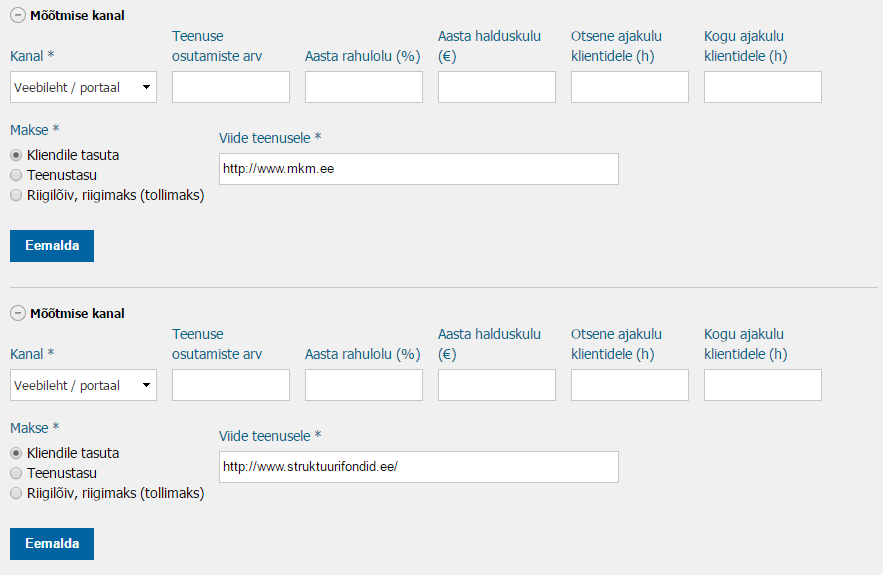 Mõõtmise kanal
Kanal *
Teenuse
osutamiste arv
Aasta rahulolu (%)
Aasta halduskulu
(€)
Otsene ajakulu
klientidele (h)
Kogu ajakulu
klientidele (h)
Veebileht / portaal
Makse *
Kliendile tasuta
Teenustasu
Riigilõiv, riigimaks (tollimaks)
Viide teenusele *
http://www.mkm.ee
Eemalda
Mõõtmise kanal
Kanal *
Teenuse
osutamiste arv
Aasta rahulolu (%)
Aasta halduskulu
(€)
Otsene ajakulu
klientidele (h)
Kogu ajakulu
klientidele (h)
Veebileht / portaal
Makse *
Kliendile tasuta
Teenustasu
Riigilõiv, riigimaks (tollimaks)
Viide teenusele *
http://www.struktuurifondid.ee/
Eemalda